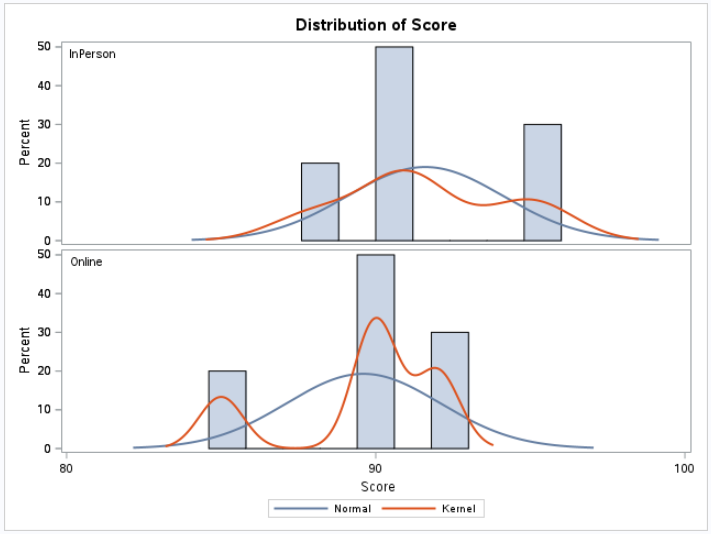 Distribution of Score
InPerson
Percent
50
40
30
20
10
0
Online
Percent
50
40
30
20
10
0
80 90 100
Score
Normal Kernel